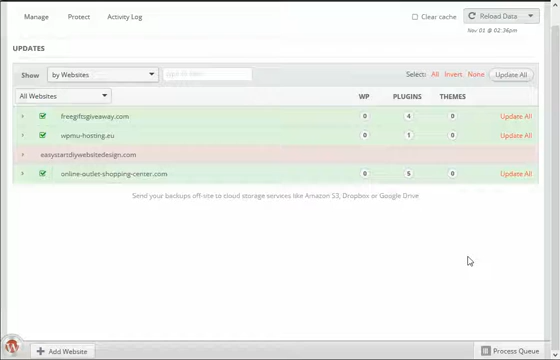 Manage Protect Activity Log Clear cache Reload Data
Nov 01 @ 02:36pm
UPDATES
Show by Websites type to filter Select: All Invert None Update All
All Websites WP PLUGINS THEMES
freegiftsgiveaway.com 0 4 0 Update All
wpmu-hosting.eu 0 1 0 Update All
easystartdiywebsitedesign.com
online-outlet-shopping-center.com 0 5 0 Update All
Send your backups off-site to cloud storage services like Amazon S3, Dropbox or Google Drive
Add Website Process Queue